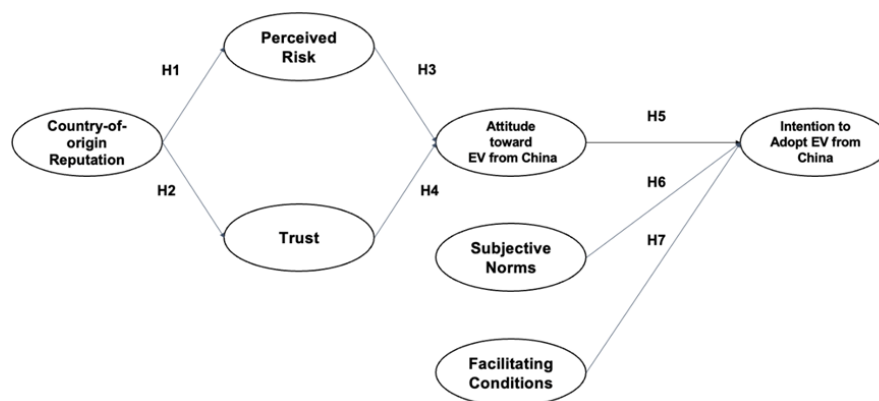 Perceived
Risk
H1
H3
Country-of-
origin
Reputation
Attitude
toward
EV from China
H5
Intention to
Adopt EV from
China
H2
H4
H6
Trust
Subjective
Norms
H7
Facilitating
Conditions